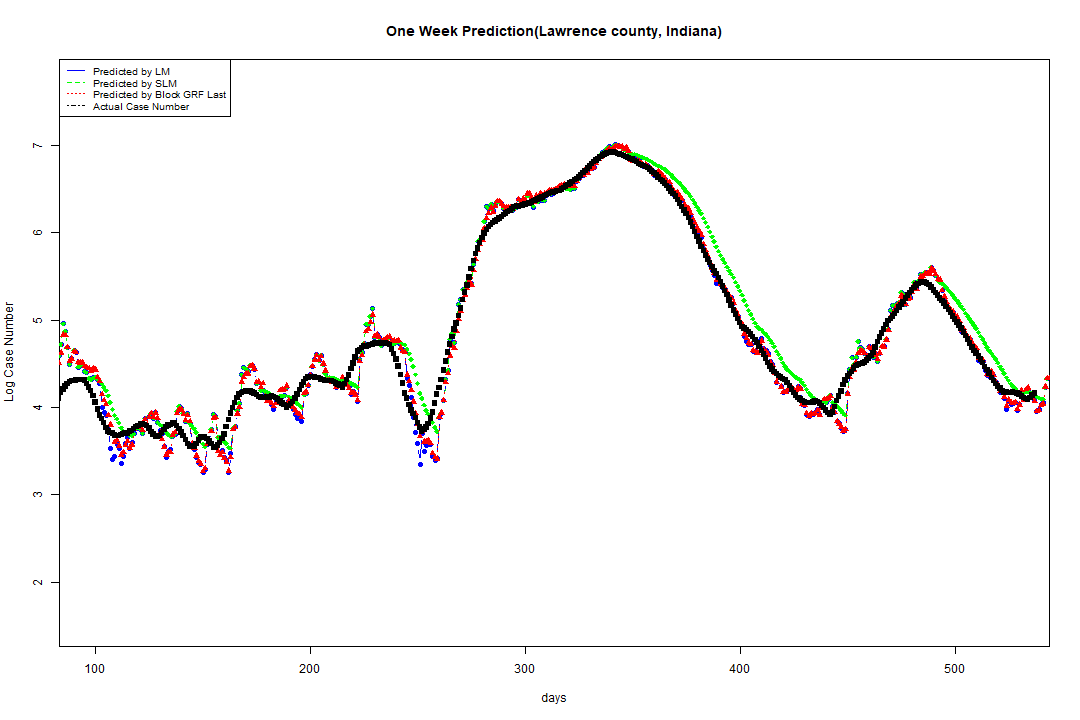 One Week Prediction(Lawrence county, Indiana)
Predicted by LM
Predicted by SLM
Predicted by Block GRF Last
Actual Case Number
7
6
5
4
3
2
Log Case Number
100 200 300 400 500
days